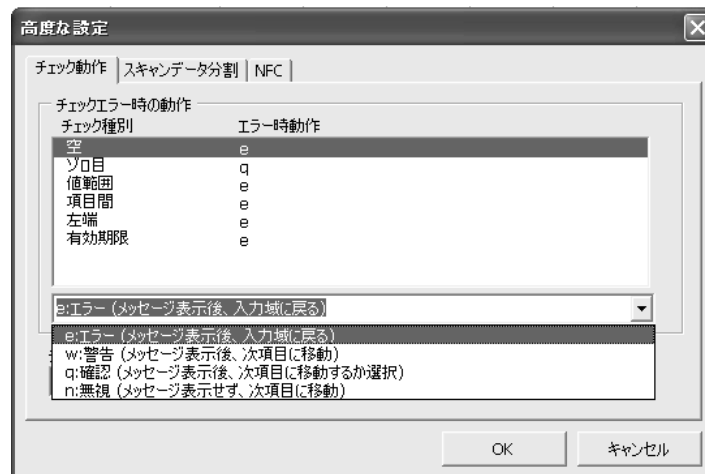 高度な設定
チェック動作 スキャンデータ分割 NFC
チェックエラー時の動作
チェック種別 エラー時動作
空 e
ゾロ目 q
値範囲 e
項目間 e
左端 e
有効期限 e
e:エラー (メッセージ表示後、入力域に戻る)
e:エラー (メッセージ表示後、入力域に戻る)
w:警告 (メッセージ表示後、次項目に移動)
q:確認 (メッセージ表示後、次項目に移動するか選択)
n:無視 (メッセージ表示せず、次項目に移動)
OK キャンセル